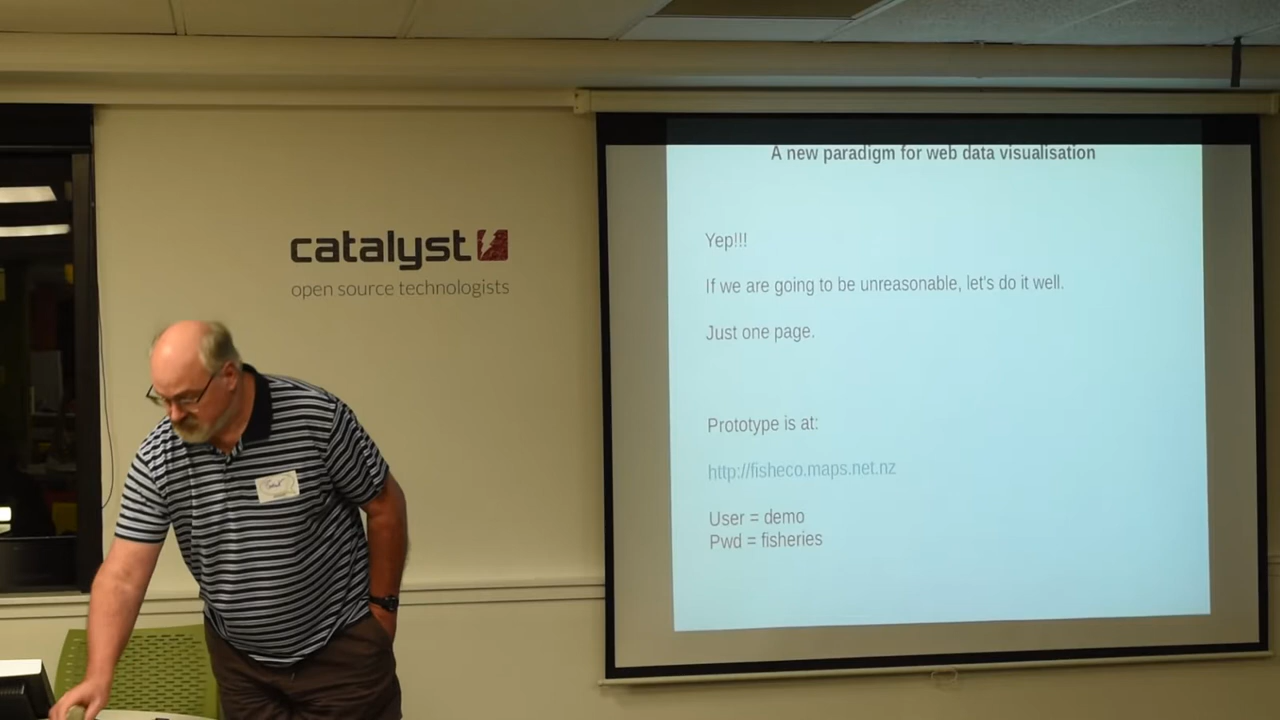 catalyst
open source technologists
A new paradigm for web data visualisation
Yep!!!
If we are going to be unreasonable, let's do it well.
Just one page.
Prototype is at:
http://fisheco.maps.net.nz
User = demo
Pwd = fisheries